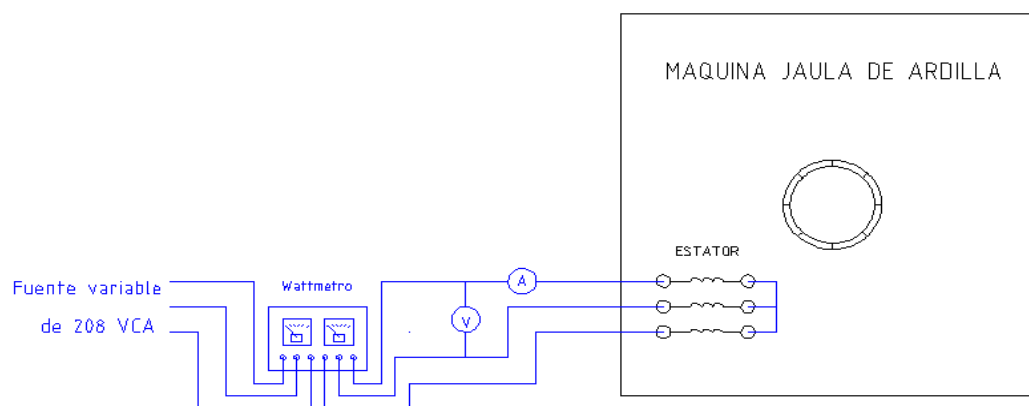 MAQUINA JAULA DE ARDILLA
ESTATOR
Fuente variable
de 208 VCA
Wattmetro
A
V